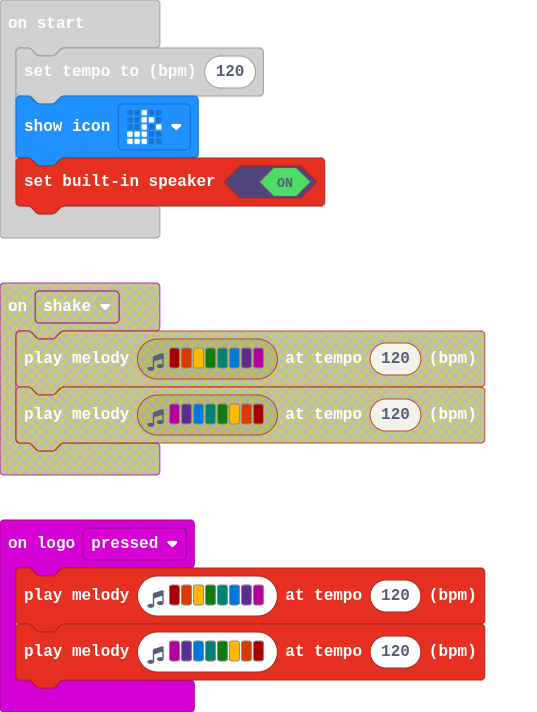 on start
set tempo to (bpm) 120
show icon
set built-in speaker ON
on shake
play melody at tempo 120 (bpm)
play melody at tempo 120 (bpm)
on logo pressed
play melody at tempo 120 (bpm)
play melody at tempo 120 (bpm)